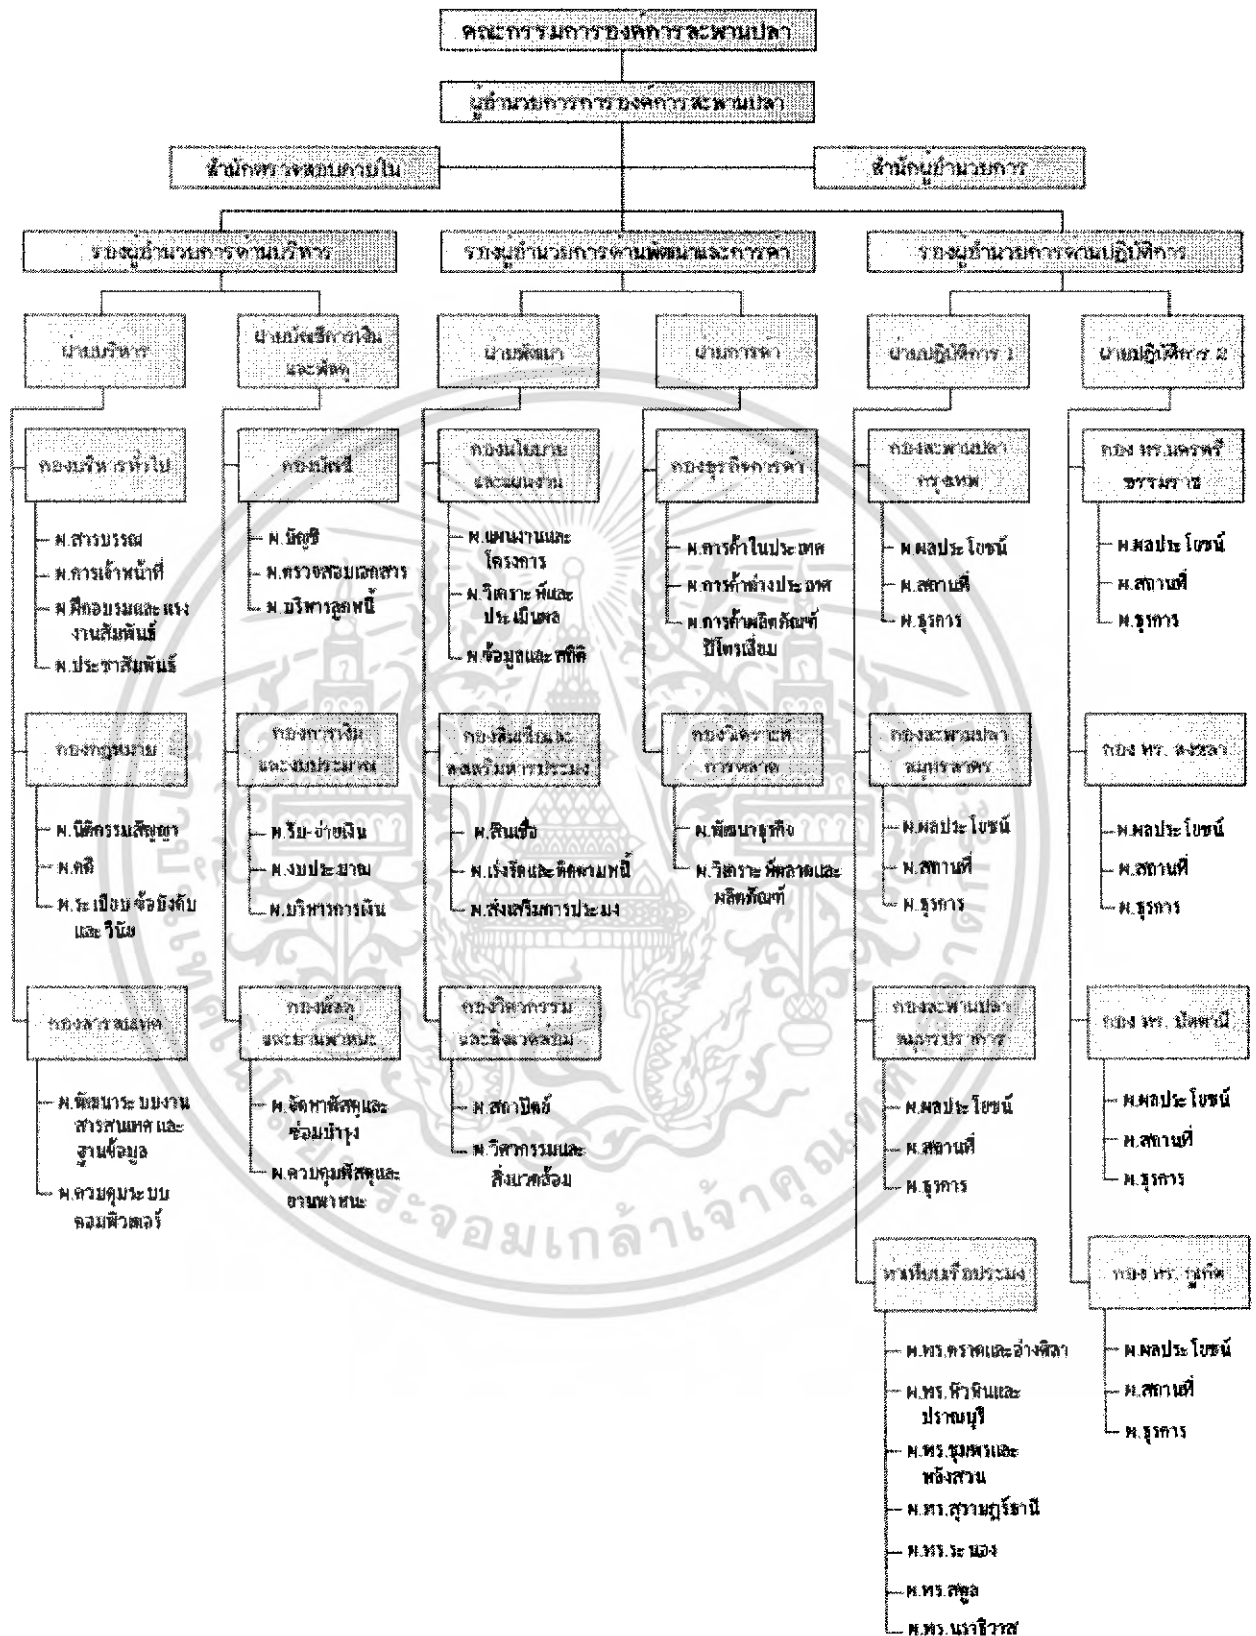 คณะกรรมการองค์การสะพานปลา
ผู้อำนวยการการองค์การสะพานปลา
สำนักตรวจสอบภายใน
สำนักผู้อำนวยการ
รองผู้อำนวยการด้านบริหาร
รองผู้อำนวยการด้านพัฒนาและการค้า
รองผู้อำนวยการด้านปฏิบัติการ
ฝ่ายบริหาร
ฝ่ายบัญชีการเงิน
และพัสดุ
ฝ่ายพัฒนา
ฝ่ายการค้า
ฝ่ายปฏิบัติการ 1
ฝ่ายปฏิบัติการ 2
กองบริหารทั่วไป
ผ.สารบรรณ
ผ.การเจ้าหน้าที่
ผ.ฝึกอบรมและแรง
งานสัมพันธ์
ผ.ประชาสัมพันธ์
กองกฎหมาย
ผ.นิติกรรมสัญญา
ผ.คดี
ผ.ระเบียบ ข้อบังคับ
และ วินัย
กองสารสนเทศ
ผ.พัฒนาระบบงาน
สารสนเทศ และ
ฐานข้อมูล
ผ.ควบคุมระบบ
คอมพิวเตอร์
กองบัญชี
ผ.บัญชี
ผ.ตรวจสอบเอกสาร
ผ.บริหารลูกหนี้
กองการเงิน
และงบประมาณ
ผ.รับ-จ่ายเงิน
ผ.งบประมาณ
ผ.บริหารการเงิน
กองพัสดุ
และยานพาหนะ
ผ.จัดหาพัสดุและ
ซ่อมบำรุง
ผ.ควบคุมพัสดุและ
ยานพาหนะ
กองนโยบาย
และแผนงาน
ผ.แผนงานและ
โครงการ
ผ.วิเคราะห์และ
ประเมินผล
ผ.ข้อมูลและ สถิติ
กองสินเชื่อและ
ส่งเสริมการประมง
ผ.สินเชื่อ
ผ.เร่งรัดและติดตามหนี้
ผ.ส่งเสริมการประมง
กองวิศวกรรม
และสิ่งแวดล้อม
ผ.สถาปัตย์
ผ.วิศวกรรมและ
สิ่งแวดล้อม
กองธุรกิจการค้า
ผ.การค้าในประเทศ
ผ.การค้าต่างประเทศ
ผ.การค้าผลิตภัณฑ์
ปิโตรเลี่ยม
กองวิเคราะห์
การตลาด
ผ.พัฒนาธุรกิจ
ผ.วิเคราะห์ตลาดและ
ผลิตภัณฑ์
กองสะพานปลา
กรุงเทพ
ผ.ผลประโยชน์
ผ.สถานที่
ผ.ธุรการ
กองสะพานปลา
สมุทรสาคร
ผ.ผลประโยชน์
ผ.สถานที่
ผ.ธุรการ
กองสะพานปลา
สมุทรปราการ
ผ.ผลประโยชน์
ผ.สถานที่
ผ.ธุรการ
ท่าเทียบเรือประมง
ผ.ทร.ตราดและอ่างศิลา
ผ.ทร.หัวหินและ
ปราณบุรี
ผ.ทร.ชุมพรและ
หลังสวน
ผ.ทร.สุราษฎร์ธานี
ผ.ทร.ระนอง
ผ.ทร.สตูล
ผ.ทร.นราธิวาส
กอง ทร.นครศรี
ธรรมราช
ผ.ผลประโยชน์
ผ.สถานที่
ผ.ธุรการ
กอง ทร. สงขลา
ผ.ผลประโยชน์
ผ.สถานที่
ผ.ธุรการ
กอง ทร. ปัตตานี
ผ.ผลประโยชน์
ผ.สถานที่
ผ.ธุรการ
กอง ทร. ภูเก็ต
ผ.ผลประโยชน์
ผ.สถานที่
ผ.ธุรการ